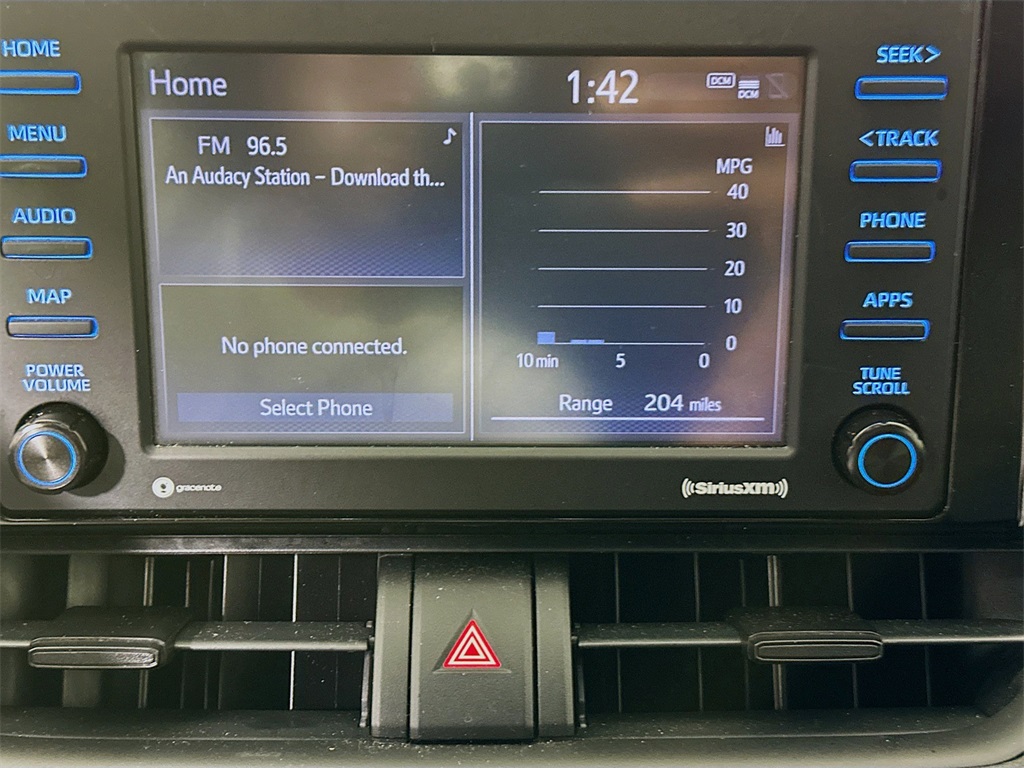 HOME
MENU
AUDIO
MAP
POWER
VOLUME
Home
1:42
DCM
DCM
FM 96.5
An Audacy Station – Download th...
No phone connected.
Select Phone
MPG
40
30
20
10
0
10 min 5 0
Range 204 miles
SEEK>
<TRACK
PHONE
APPS
TUNE
SCROLL
gracenote
((SiriusXM))